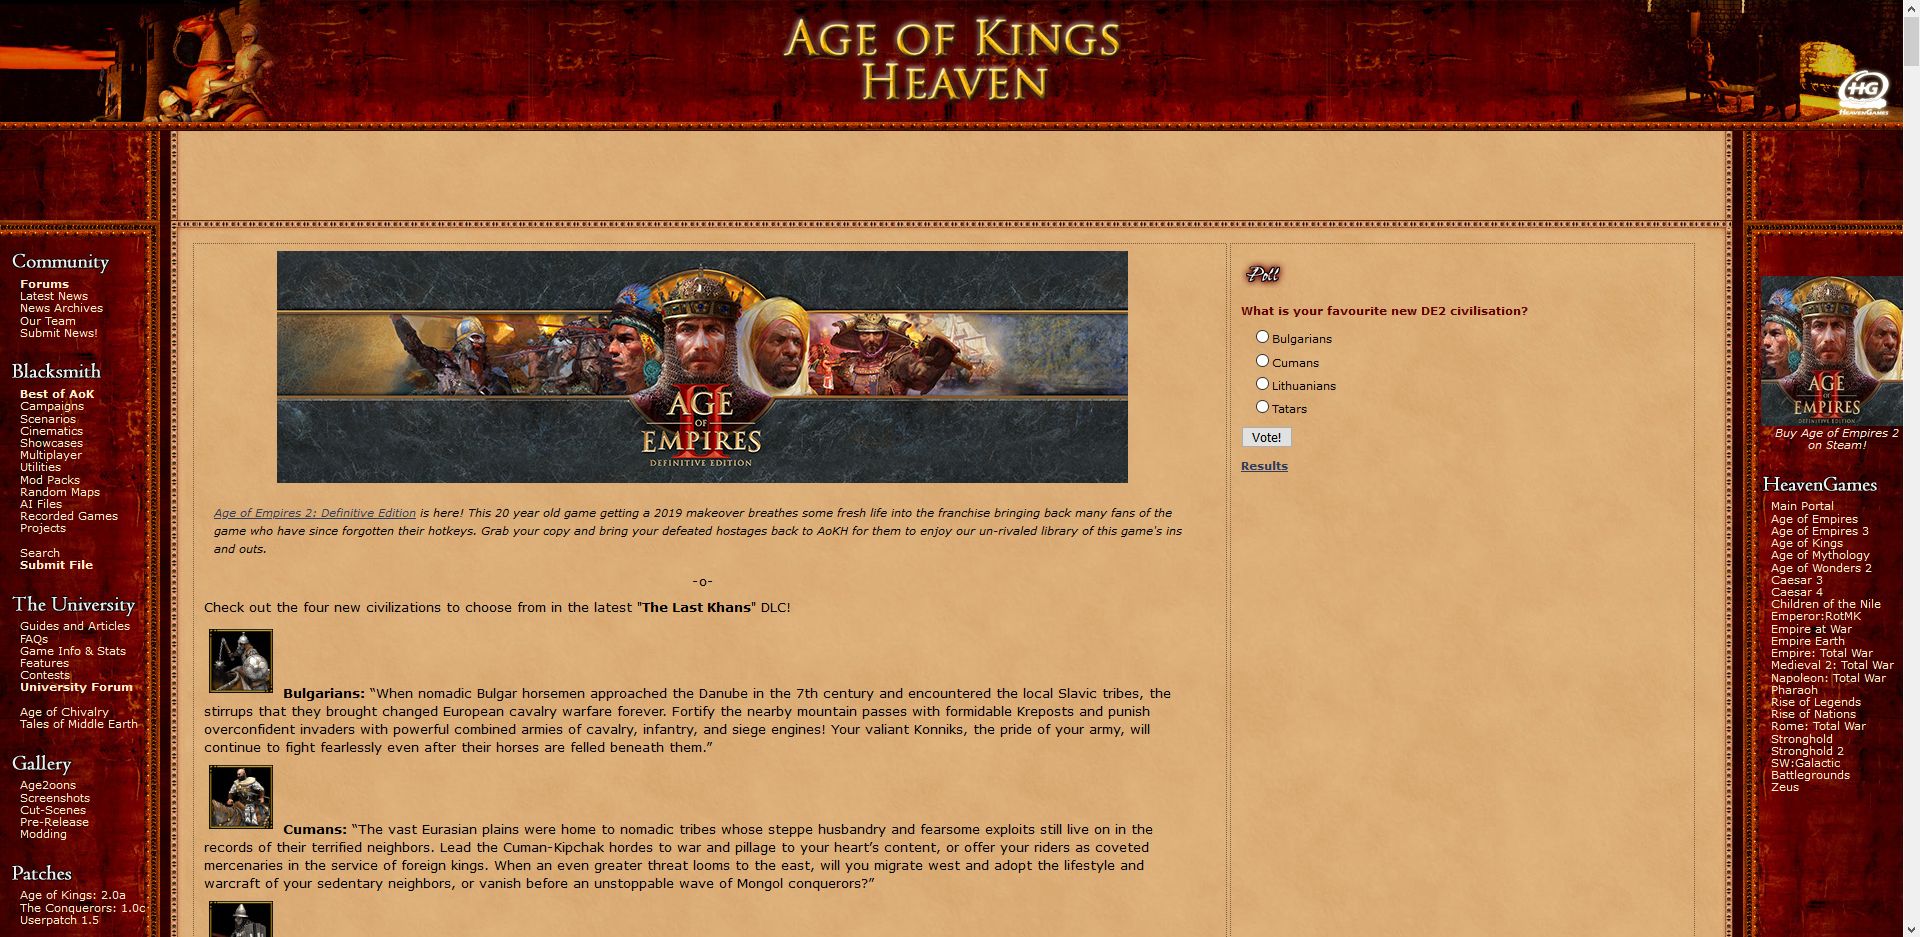 AGE OF KINGS
HEAVEN
HG
HEAVENGAMES
Community
Forums
Latest News
News Archives
Our Team
Submit News!
Blacksmith
Best of AoK
Campaigns
Scenarios
Cinematics
Showcases
Multiplayer
Utilities
Mod Packs
Random Maps
AI Files
Recorded Games
Projects
Search
Submit File
The University
Guides and Articles
FAQs
Game Info & Stats
Features
Contests
University Forum
Age of Chivalry
Tales of Middle Earth
Gallery
Age2oons
Screenshots
Cut-Scenes
Pre-Release
Modding
Patches
Age of Kings: 2.0a
The Conquerors: 1.0c
Userpatch 1.5
II
AGE
OF
EMPIRES
DEFINITIVE EDITION
Age of Empires 2: Definitive Edition is here! This 20 year old game getting a 2019 makeover breathes some fresh life into the franchise bringing back many fans of the
game who have since forgotten their hotkeys. Grab your copy and bring your defeated hostages back to AoKH for them to enjoy our un-rivaled library of this game's ins
and outs.
-o-
Check out the four new civilizations to choose from in the latest "The Last Khans" DLC!
Bulgarians: “When nomadic Bulgar horsemen approached the Danube in the 7th century and encountered the local Slavic tribes, the
stirrups that they brought changed European cavalry warfare forever. Fortify the nearby mountain passes with formidable Kreposts and punish
overconfident invaders with powerful combined armies of cavalry, infantry, and siege engines! Your valiant Konniks, the pride of your army, will
continue to fight fearlessly even after their horses are felled beneath them.”
Cumans: “The vast Eurasian plains were home to nomadic tribes whose steppe husbandry and fearsome exploits still live on in the
records of their terrified neighbors. Lead the Cuman-Kipchak hordes to war and pillage to your heart’s content, or offer your riders as coveted
mercenaries in the service of foreign kings. When an even greater threat looms to the east, will you migrate west and adopt the lifestyle and
warcraft of your sedentary neighbors, or vanish before an unstoppable wave of Mongol conquerors?”
Poll
What is your favourite new DE2 civilisation?
Bulgarians
Cumans
Lithuanians
Tatars
Vote!
Results
II
AGE
OF
EMPIRES
DEFINITIVE EDITION
Buy Age of Empires 2
on Steam!
HeavenGames
Main Portal
Age of Empires
Age of Empires 3
Age of Kings
Age of Mythology
Age of Wonders 2
Caesar 3
Caesar 4
Children of the Nile
Emperor:RotMK
Empire at War
Empire Earth
Empire: Total War
Medieval 2: Total War
Napoleon: Total War
Pharaoh
Rise of Legends
Rise of Nations
Rome: Total War
Stronghold
Stronghold 2
SW:Galactic
Battlegrounds
Zeus